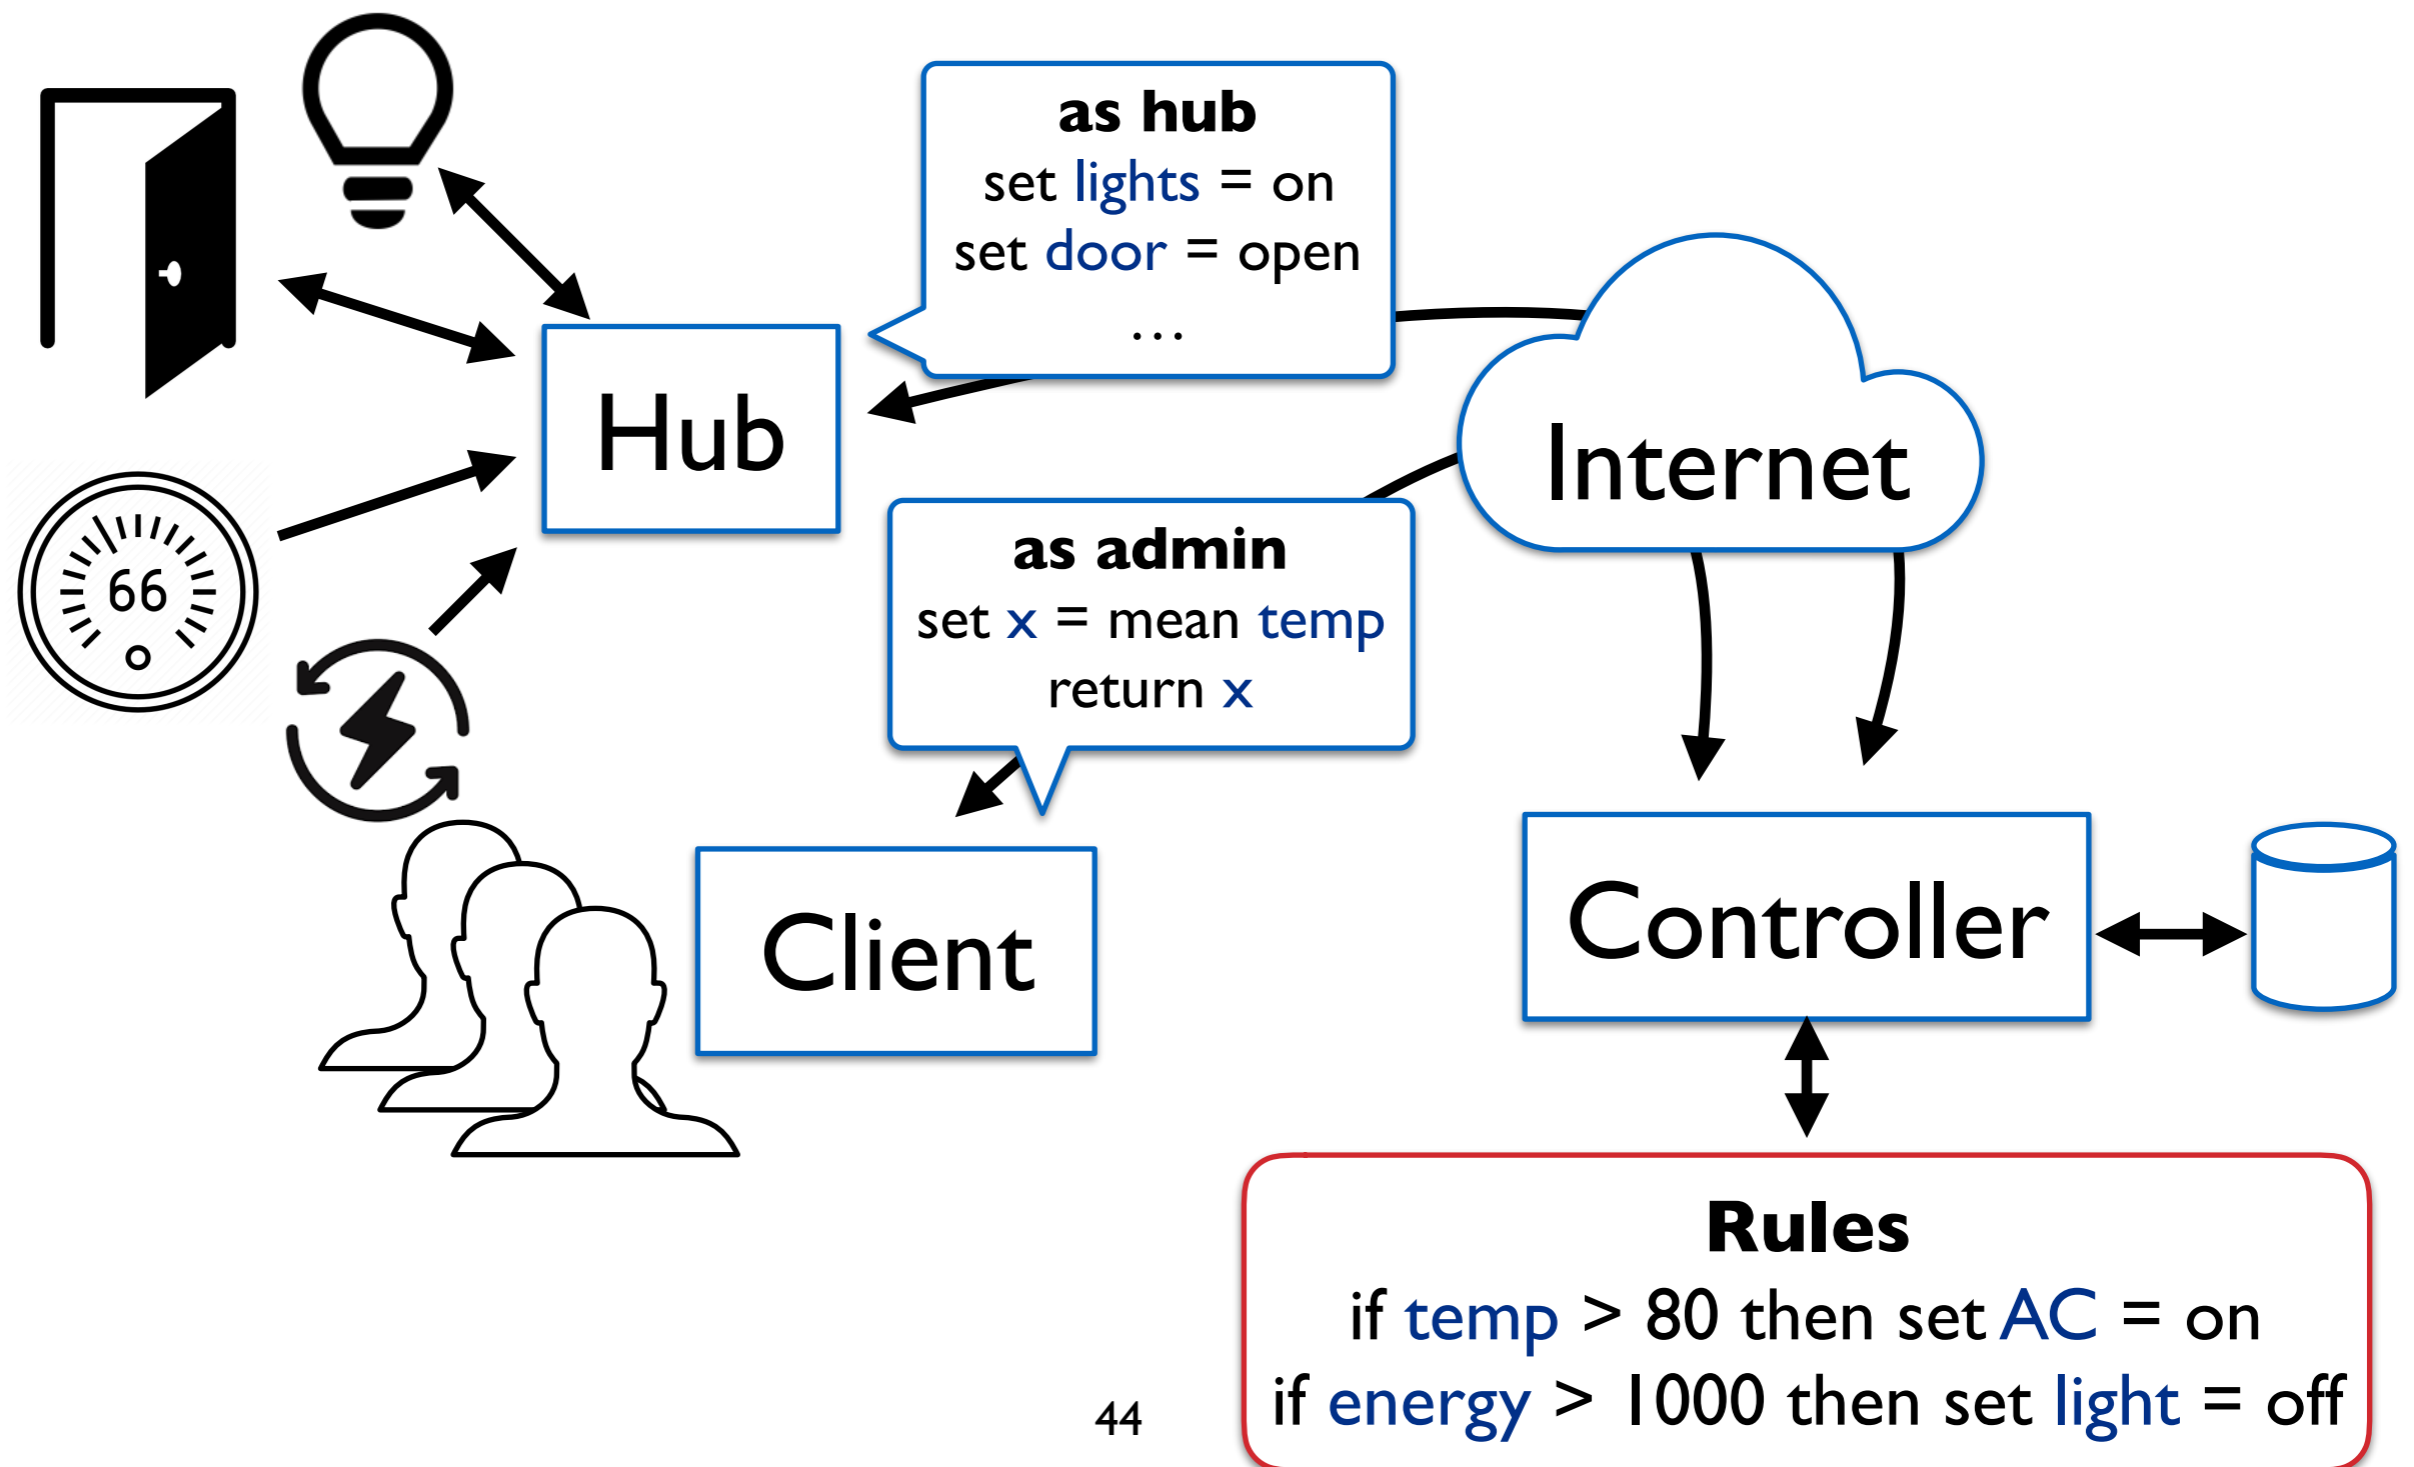 as hub
set lights = on
set door = open
...
Hub
Internet
66
as admin
set x = mean temp
return x
Client
Controller
Rules
if temp > 80 then set AC = on
if energy > 1000 then set light = off
44